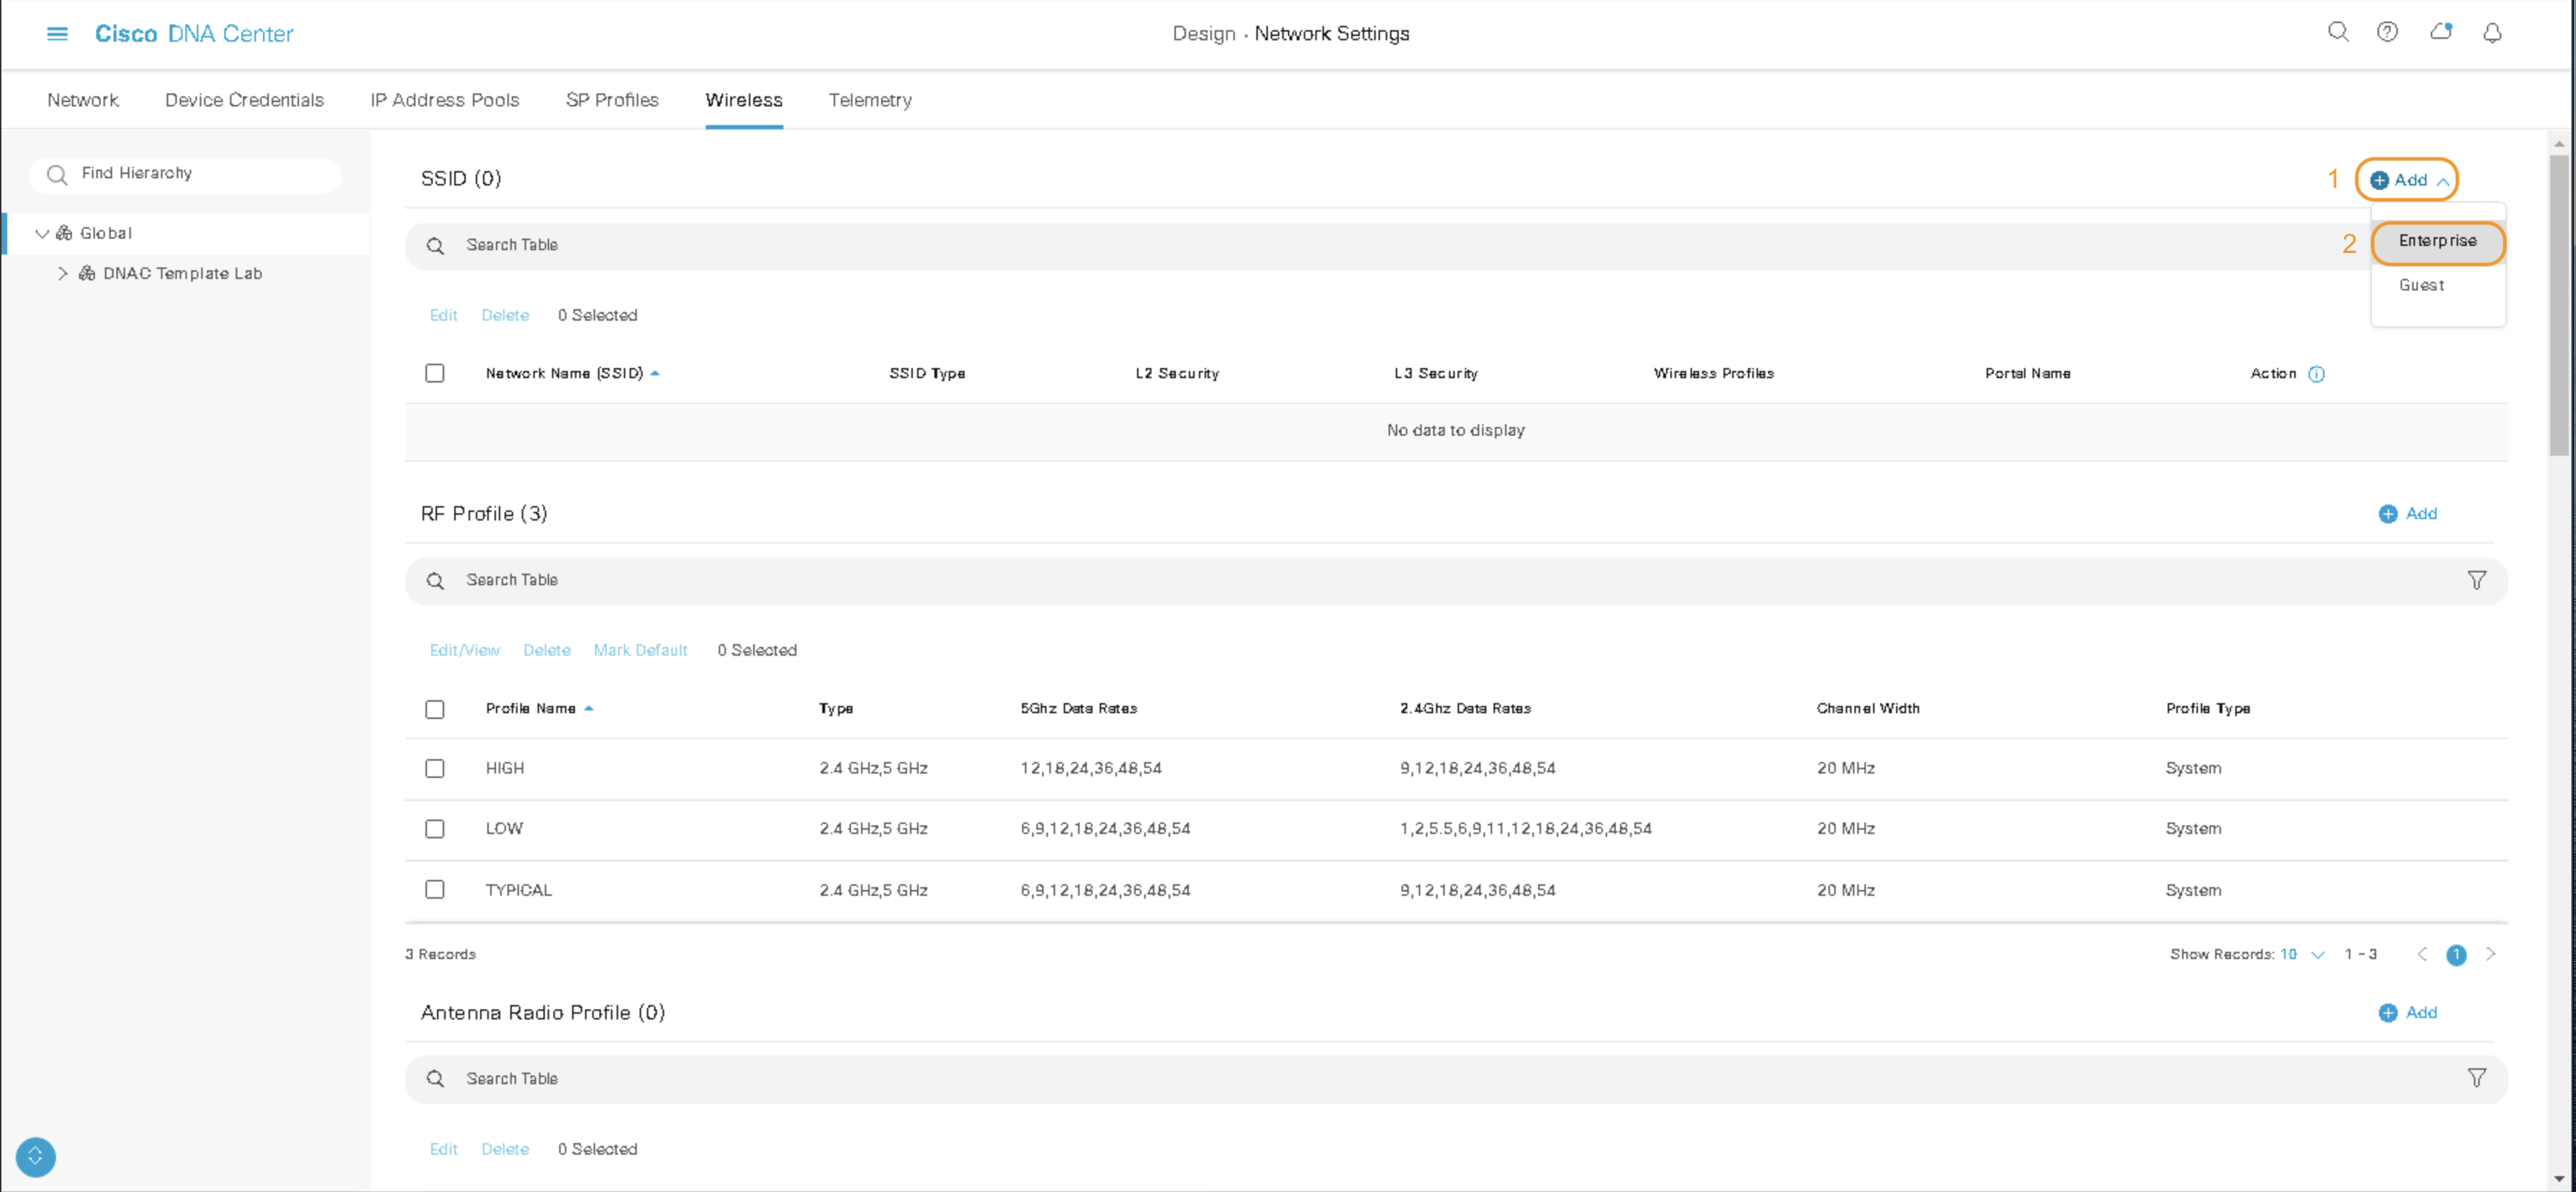 Cisco DNA Center
Design · Network Settings
Network Device Credentials IP Address Pools SP Profiles Wireless Telemetry
Find Hierarchy
Global
DNAC Template Lab
SSID (0)
1 Add
Search Table
2 Enterprise
Guest
Edit Delete 0 Selected
Network Name (SSID) SSID Type L2 Security L3 Security Wireless Profiles Portal Name Action
No data to display
RF Profile (3)
Add
Search Table
Edit/View Delete Mark Default 0 Selected
Profile Name Type 5Ghz Data Rates 2.4Ghz Data Rates Channel Width Profile Type
HIGH 2.4 GHz,5 GHz 12,18,24,36,48,54 9,12,18,24,36,48,54 20 MHz System
LOW 2.4 GHz,5 GHz 6,9,12,18,24,36,48,54 1,2,5.5,6,9,11,12,18,24,36,48,54 20 MHz System
TYPICAL 2.4 GHz,5 GHz 6,9,12,18,24,36,48,54 9,12,18,24,36,48,54 20 MHz System
3 Records Show Records: 10 1 - 3 1
Antenna Radio Profile (0)
Add
Search Table
Edit Delete 0 Selected